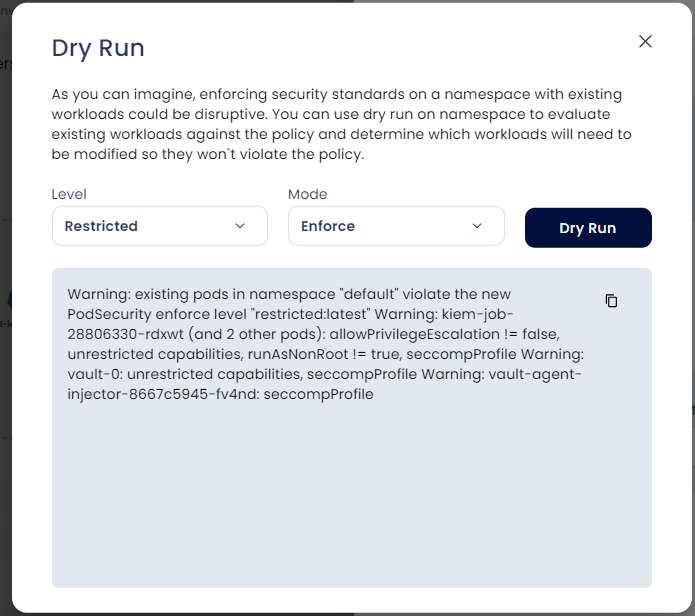 Dry Run
As you can imagine, enforcing security standards on a namespace with existing
workloads could be disruptive. You can use dry run on namespace to evaluate
existing workloads against the policy and determine which workloads will need to
be modified so they won`t violate the policy.
Level
Mode
Restricted
Enforce
Dry Run
Warning: existing pods in namespace "default" violate the new
PodSecurity enforce level "restricted:latest" Warning: kiem-job-
28806330-rdxwt (and 2 other pods): allowPrivilegeEscalation != false,
unrestricted capabilities, runAsNonRoot != true, seccompProfile Warning:
vault-0: unrestricted capabilities, seccompProfile Warning: vault-agent-
injector-8667c5945-fv4nd: seccompProfile